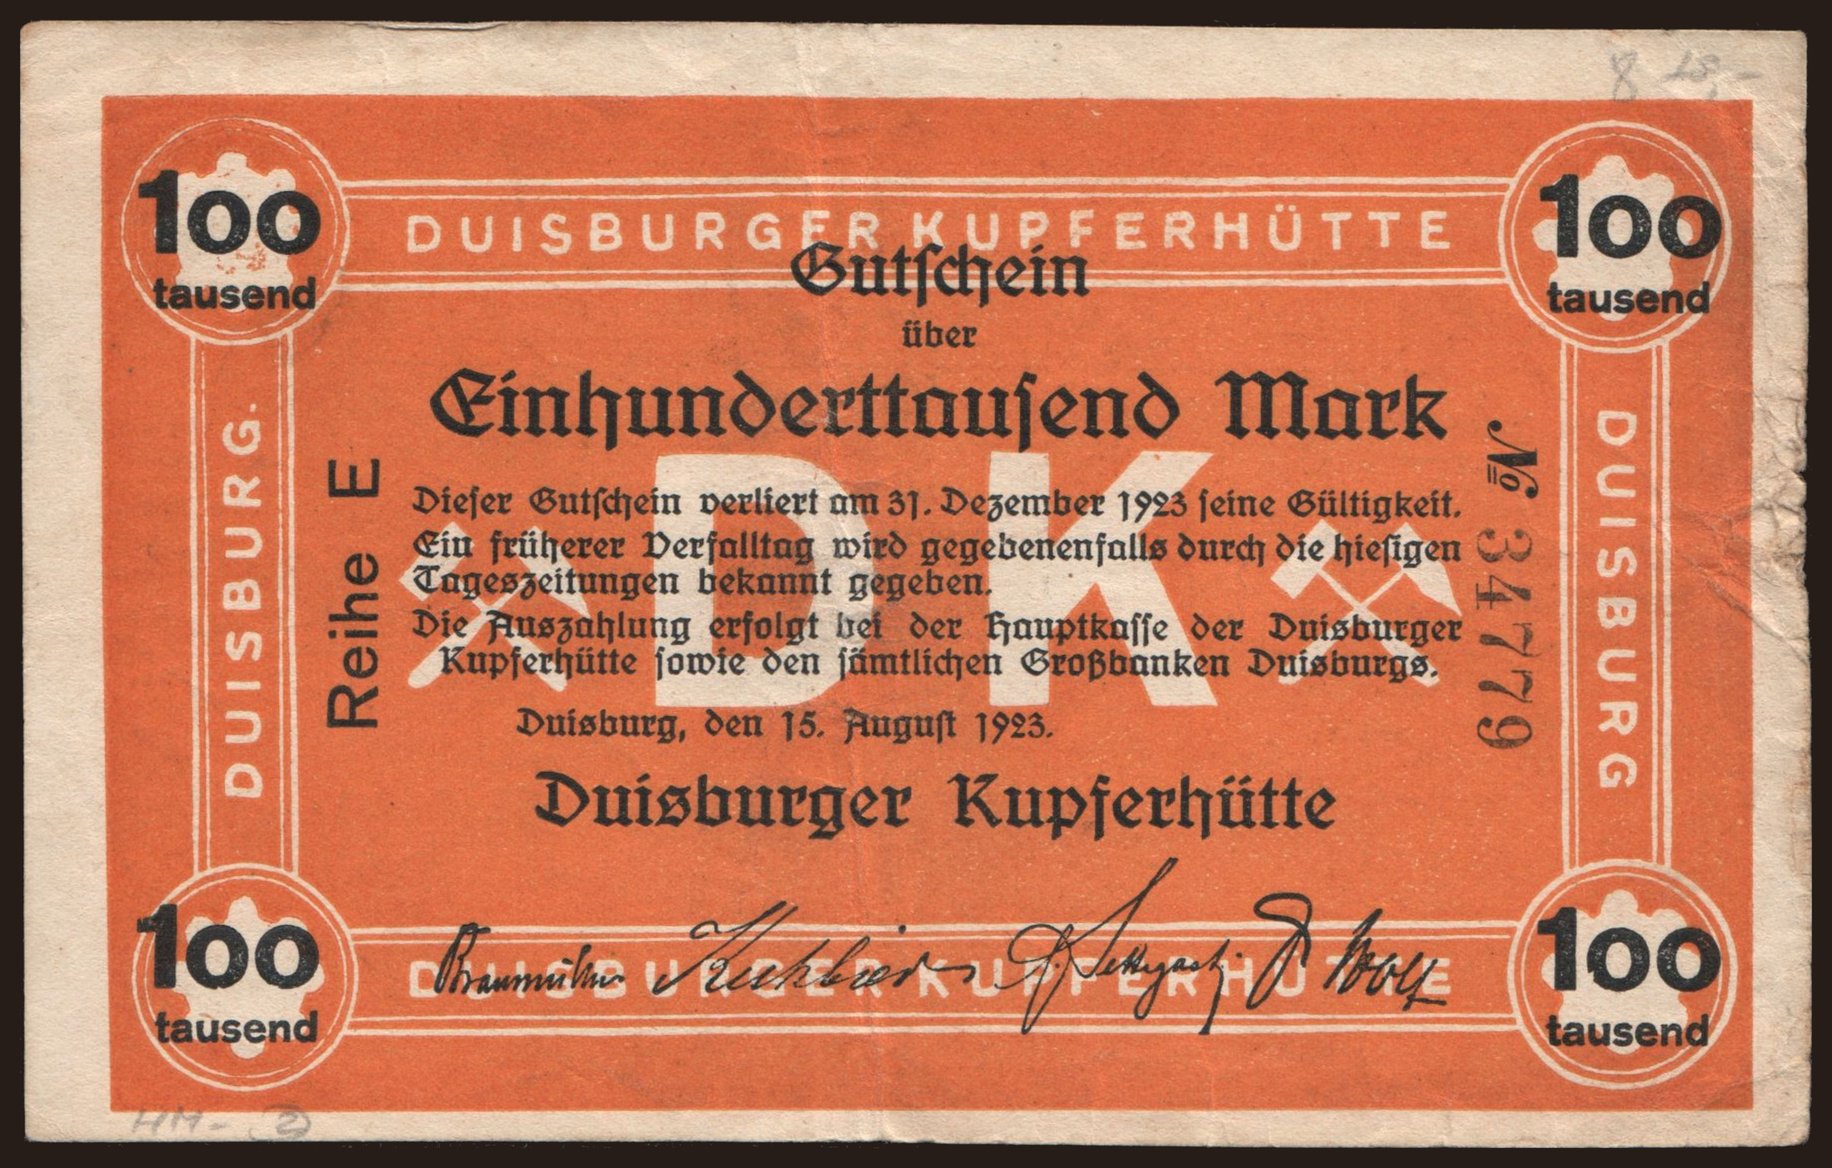 100
tausend
DUISBURGER KUPFERHÜTTE
100
tausend
Gutschein
über
Einhunderttausend Mark
DUISBURG.
Reihe E
DK
Dieser Gutschein verliert am 31. Dezember 1923 seine Gültigkeit.
Ein früherer Verfalltag wird gegebenenfalls durch die hiesigen
Tageszeitungen bekannt gegeben.
Die Auszahlung erfolgt bei der Hauptkasse der Duisburger
Kupferhütte sowie den sämtlichen Großbanken Duisburgs.
№ 34779
DUISBURG
Duisburg, den 15. August 1923.
Duisburger Kupferhütte
100
tausend
DUISBURGER KUPFERHÜTTE
Wolf
100
tausend